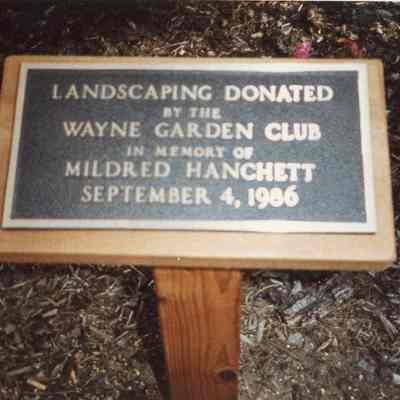 LANDSCAPING DONATED
BY THE
WAYNE GARDEN CLUB
IN MEMORY OF
MILDRED HANCHETT
SEPTEMBER 4, 1986